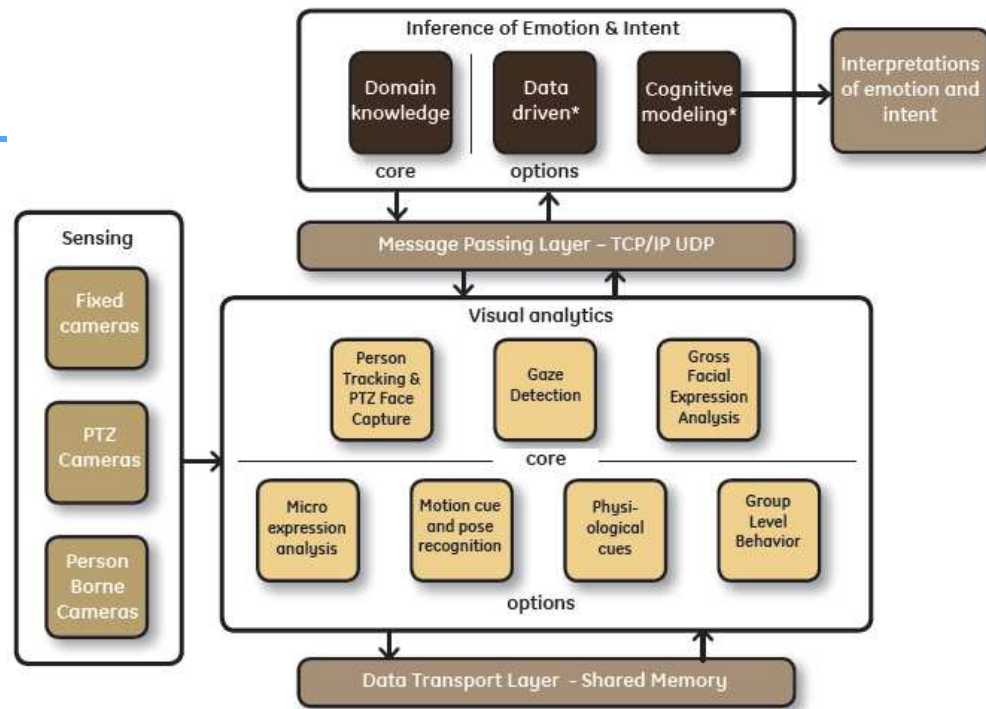 Inference of Emotion & Intent
Domain
knowledge
Data
driven*
Cognitive
modeling*
core
options
Interpretations
of emotion and
intent
Message Passing Layer – TCP/IP UDP
Sensing
Fixed
cameras
PTZ
Cameras
Person
Borne
Cameras
Visual analytics
Person
Tracking &
PTZ Face
Capture
Gaze
Detection
Gross
Facial
Expression
Analysis
core
Micro
expression
analysis
Motion cue
and pose
recognition
Physi-
ological
cues
Group
Level
Behavior
options
Data Transport Layer - Shared Memory